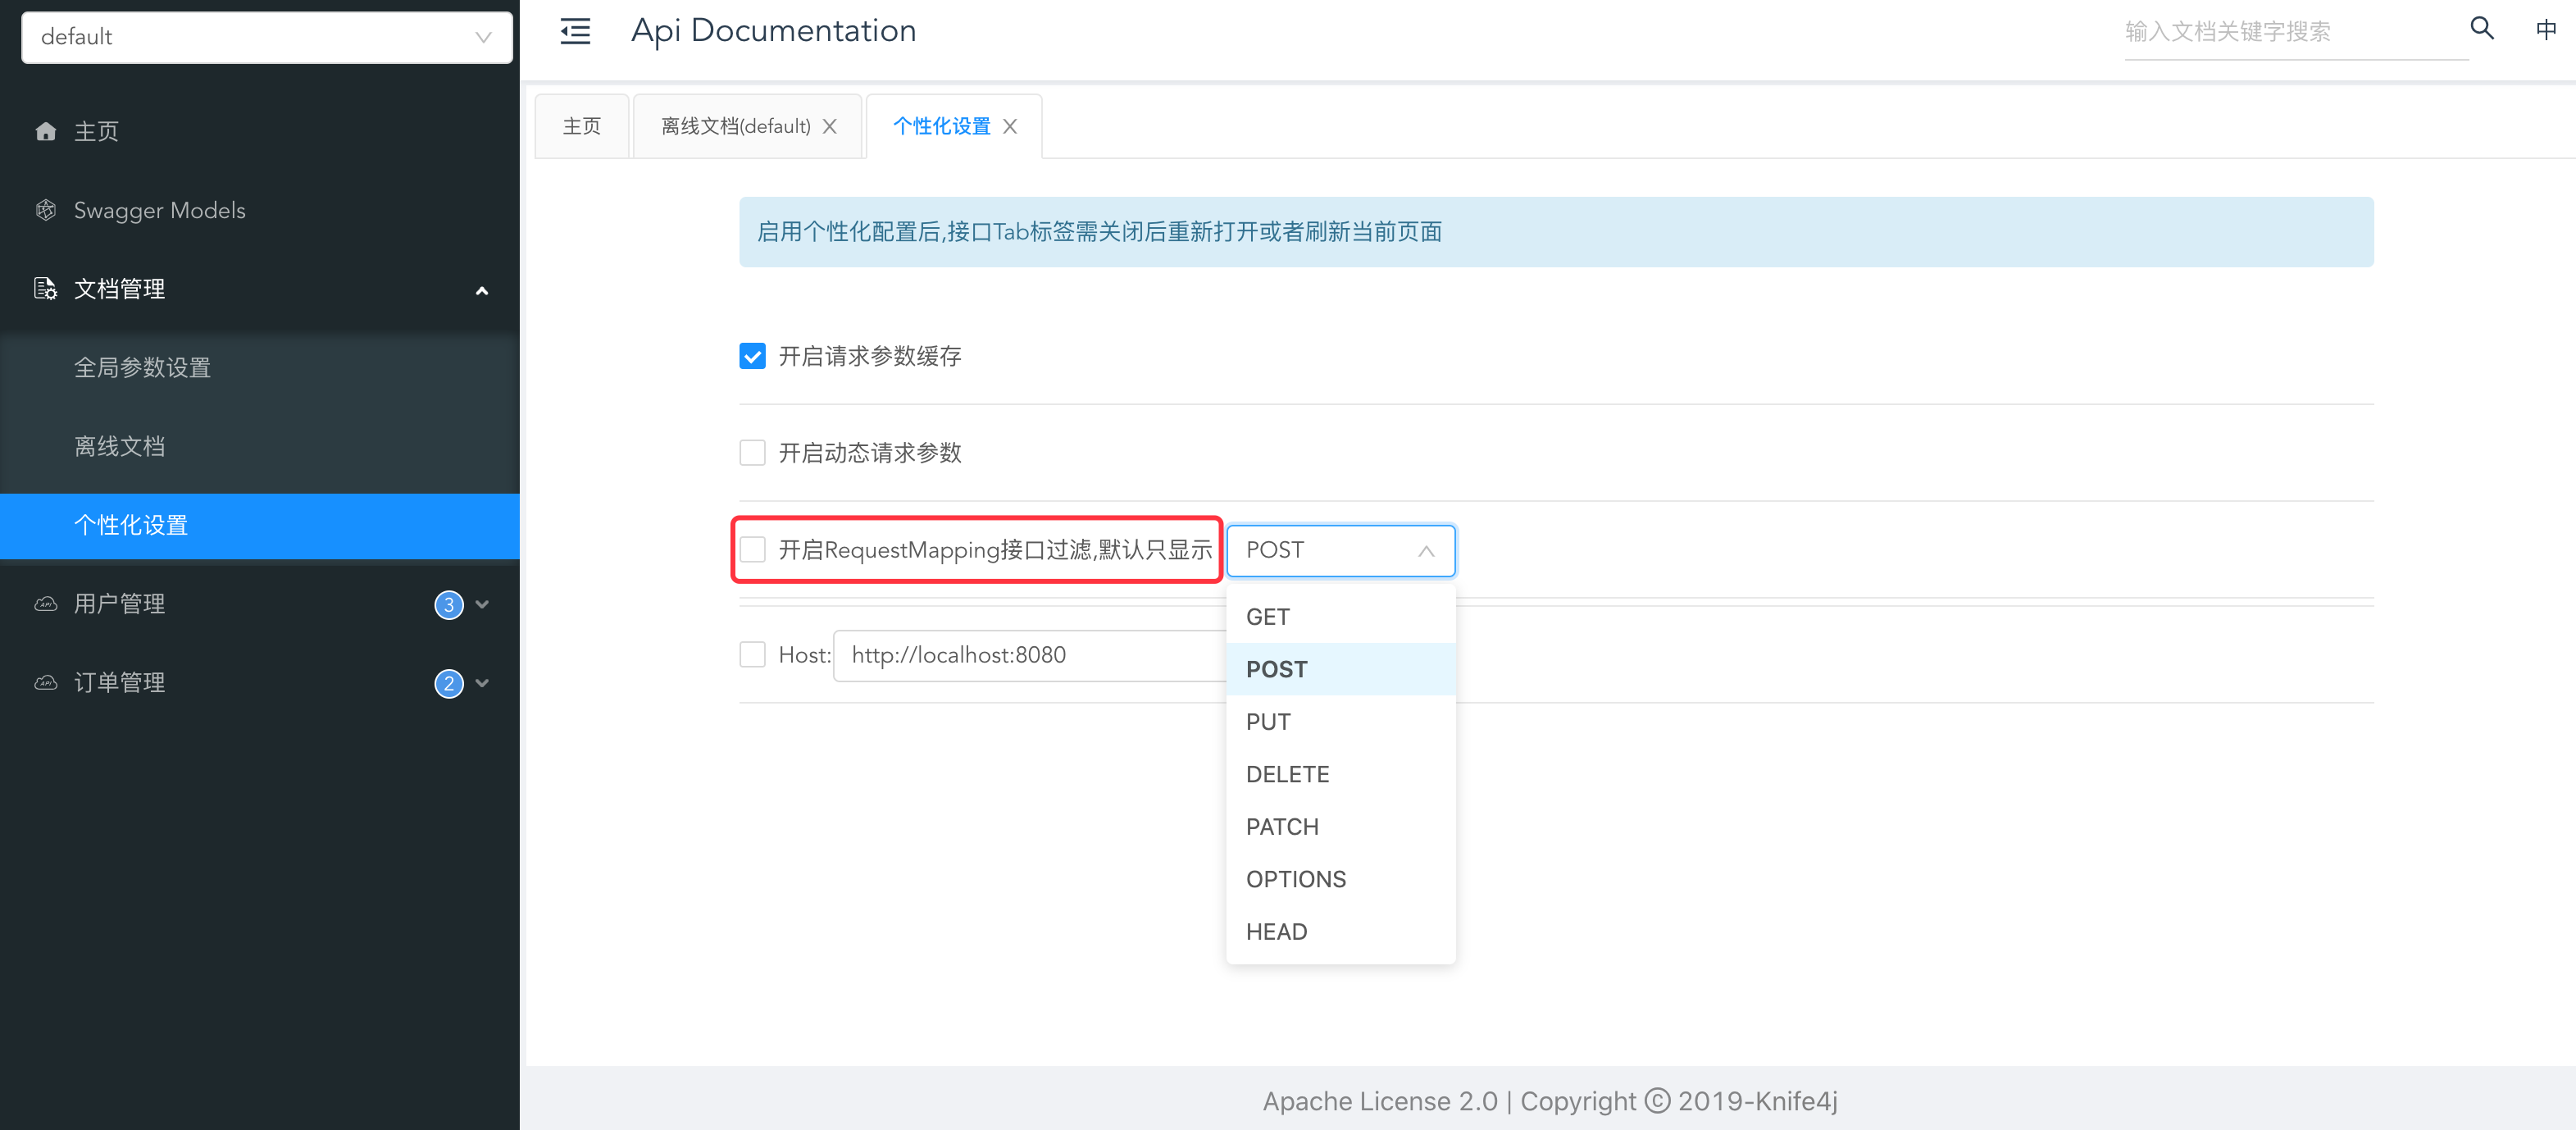 default
主页
Swagger Models
文档管理
全局参数设置
离线文档
个性化设置
用户管理 3
订单管理 2
Api Documentation
输入文档关键字搜索
中
主页
离线文档(default)
个性化设置
启用个性化配置后,接口Tab标签需关闭后重新打开或者刷新当前页面
开启请求参数缓存
开启动态请求参数
开启RequestMapping接口过滤,默认只显示 POST
Host: http://localhost:8080
GET
POST
PUT
DELETE
PATCH
OPTIONS
HEAD
Apache License 2.0 | Copyright © 2019-Knife4j